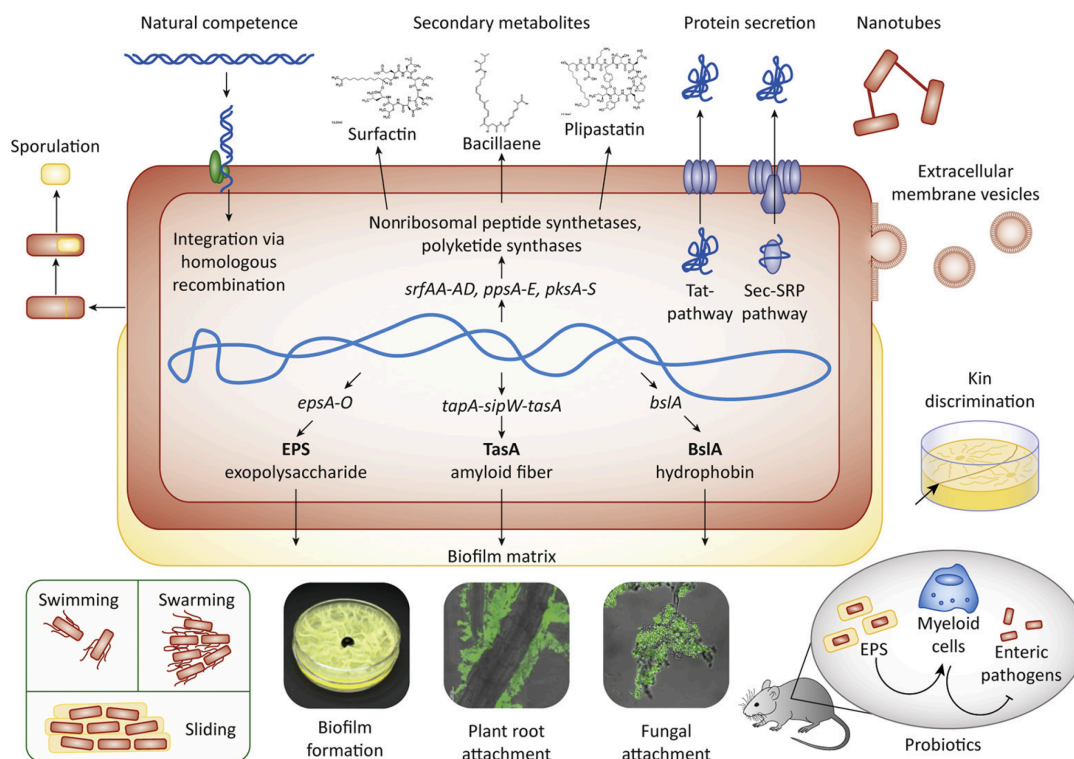 Natural competence
Secondary metabolites
Protein secretion
Nanotubes
Surfactin
Bacillaene
Plipastatin
Sporulation
Extracellular
membrane vesicles
Integration via
homologous
recombination
Nonribosomal peptide synthetases,
polyketide synthases
srfAA-AD, ppsA-E, pksA-S
Tat-
pathway
Sec-SRP
pathway
epsA-O
tapA-sipW-tasA
bslA
EPS
exopolysaccharide
TasA
amyloid fiber
BslA
hydrophobin
Kin
discrimination
Biofilm matrix
Swimming
Swarming
Sliding
Biofilm
formation
Plant root
attachment
Fungal
attachment
EPS
Myeloid
cells
Enteric
pathogens
Probiotics